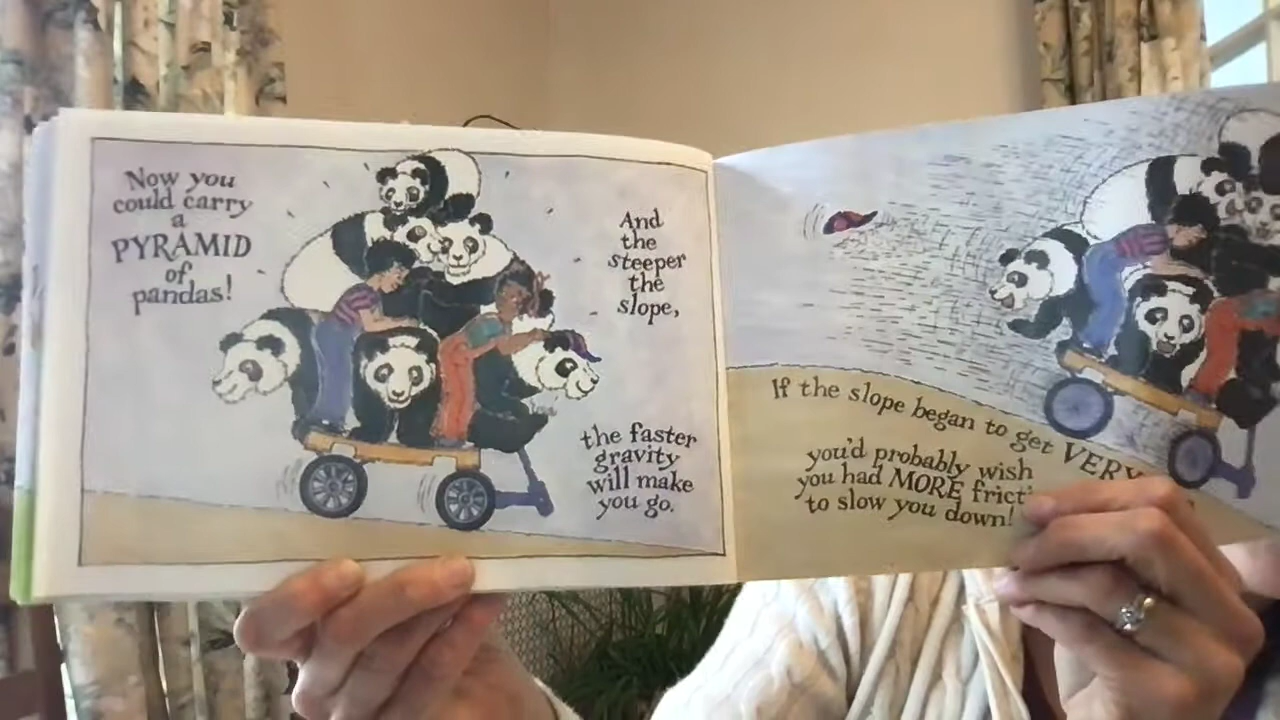 Now you
could carry
a
PYRAMID
of
pandas!
And
the
steeper
the
slope,
the faster
gravity
will make
you go.
If the slope began to get VERY
you'd probably wish
you had MORE
to slow you down!